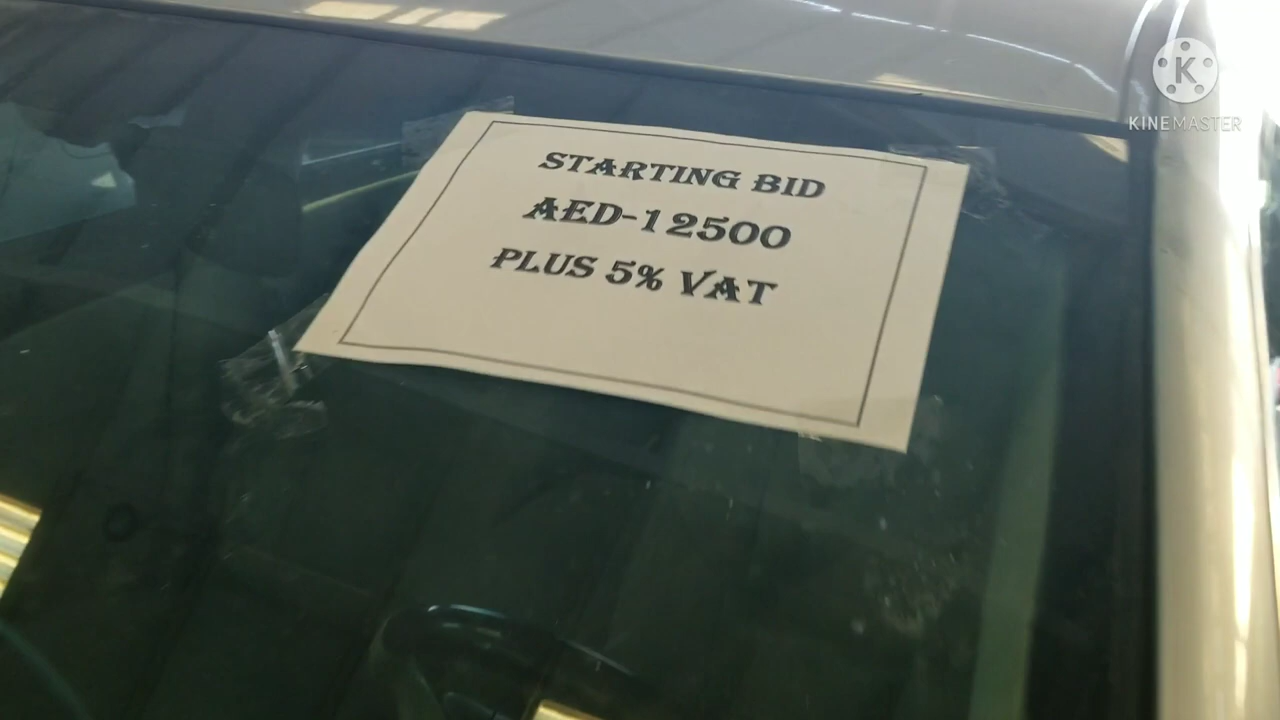 STARTING BID
AED-12500
PLUS 5% VAT
K
KINEMASTER